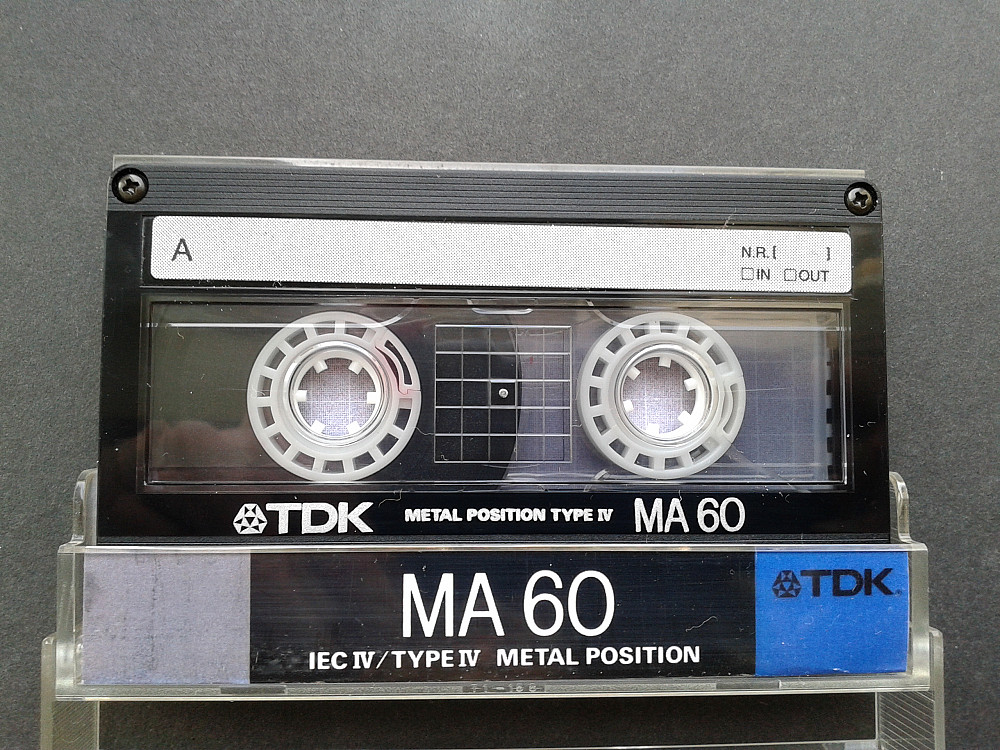 A
N.R.[ ]
□IN □OUT
TDK METAL POSITION TYPE IV MA 60
MA 60
TDK
IEC IV/TYPE IV METAL POSITION